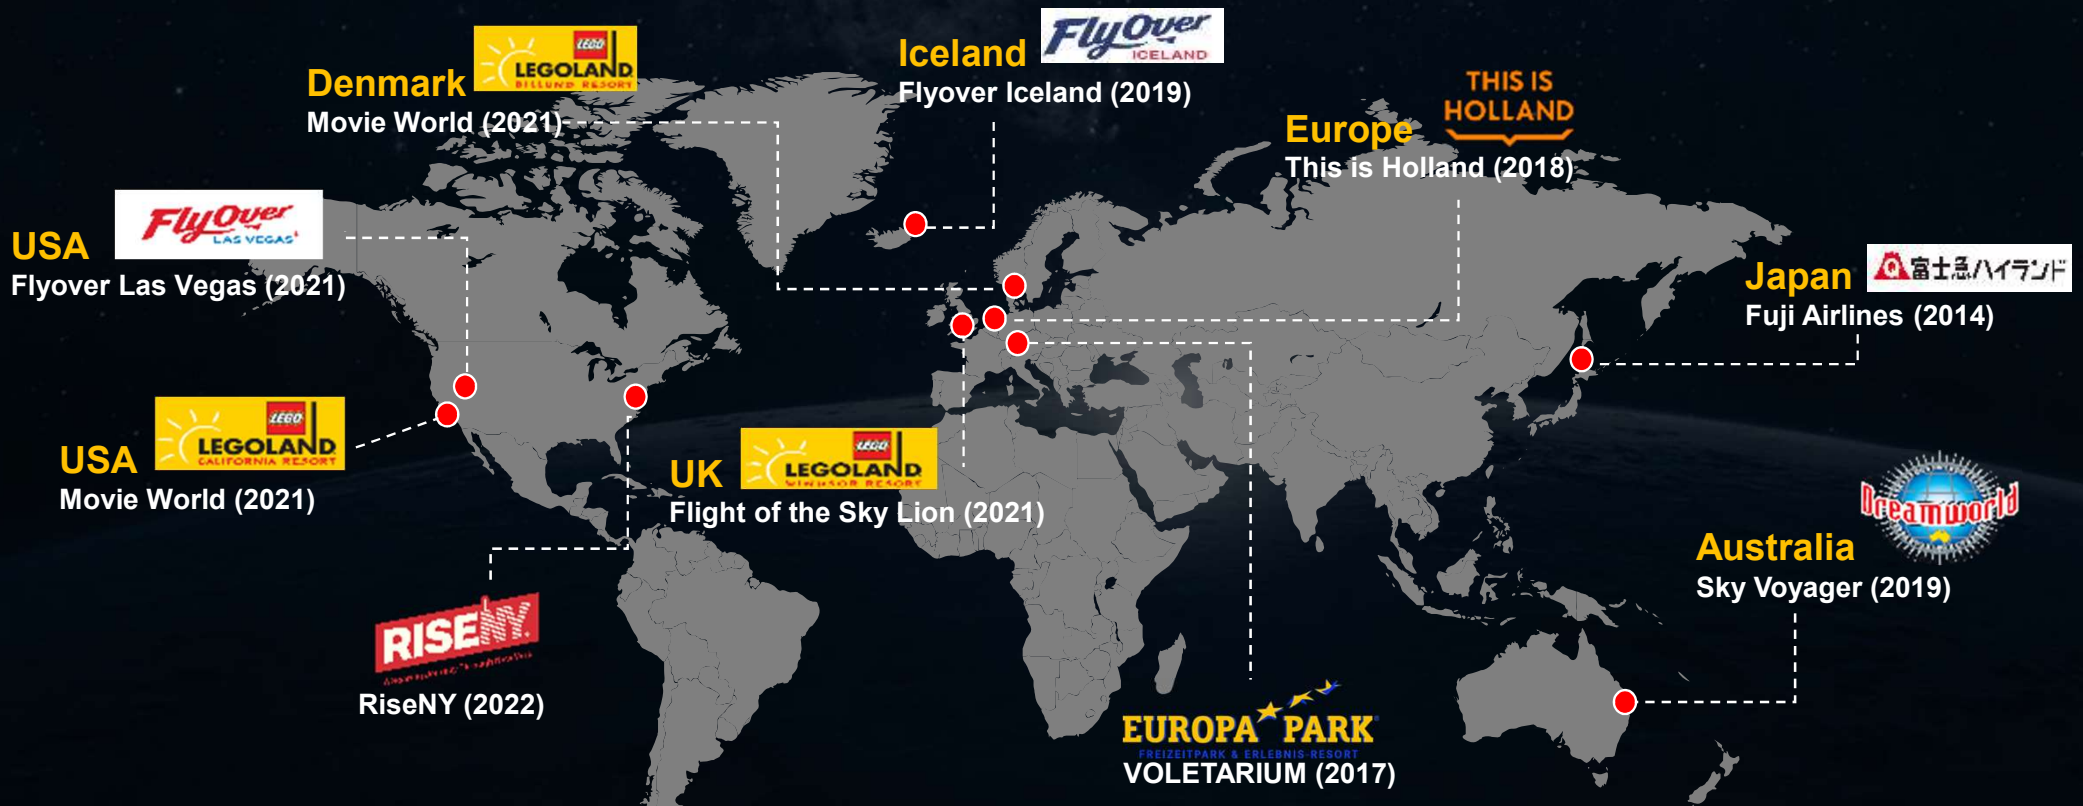 Denmark
LEGO
LEGOLAND
BILLUND RESORT
Movie World (2021)
Iceland
FlyOver
ICELAND
Flyover Iceland (2019)
THIS IS
HOLLAND
Europe
This is Holland (2018)
USA
FlyOver
LAS VEGAS
Flyover Las Vegas (2021)
Japan
富士急ハイランド
Fuji Airlines (2014)
USA
LEGO
LEGOLAND
CALIFORNIA RESORT
Movie World (2021)
UK
LEGO
LEGOLAND
WINDSOR RESORT
Flight of the Sky Lion (2021)
Dreamworld
Australia
Sky Voyager (2019)
RISENY
RiseNY (2022)
EUROPA PARK
FREIZEITPARK & ERLEBNIS-RESORT
VOLETARIUM (2017)